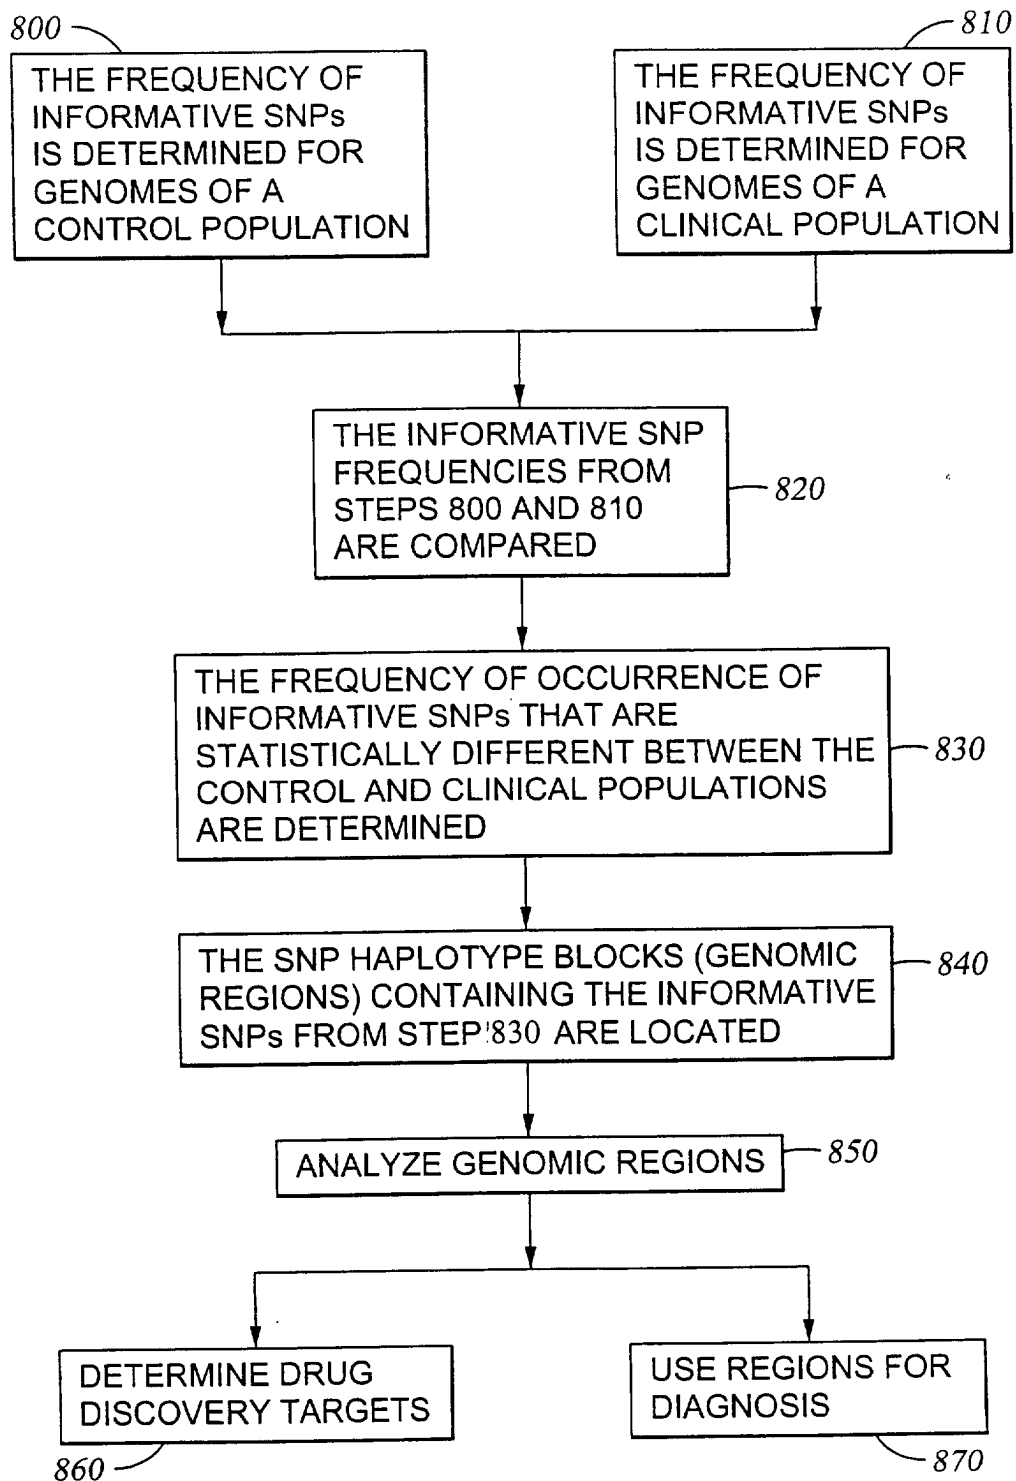 800
THE FREQUENCY OF
INFORMATIVE SNPs
IS DETERMINED FOR
GENOMES OF A
CONTROL POPULATION
810
THE FREQUENCY OF
INFORMATIVE SNPs
IS DETERMINED FOR
GENOMES OF A
CLINICAL POPULATION
THE INFORMATIVE SNP
FREQUENCIES FROM
STEPS 800 AND 810
ARE COMPARED
820
THE FREQUENCY OF OCCURRENCE OF
INFORMATIVE SNPs THAT ARE
STATISTICALLY DIFFERENT BETWEEN THE
CONTROL AND CLINICAL POPULATIONS
ARE DETERMINED
830
THE SNP HAPLOTYPE BLOCKS (GENOMIC
REGIONS) CONTAINING THE INFORMATIVE
SNPs FROM STEP 830 ARE LOCATED
840
ANALYZE GENOMIC REGIONS
850
DETERMINE DRUG
DISCOVERY TARGETS
860
USE REGIONS FOR
DIAGNOSIS
870